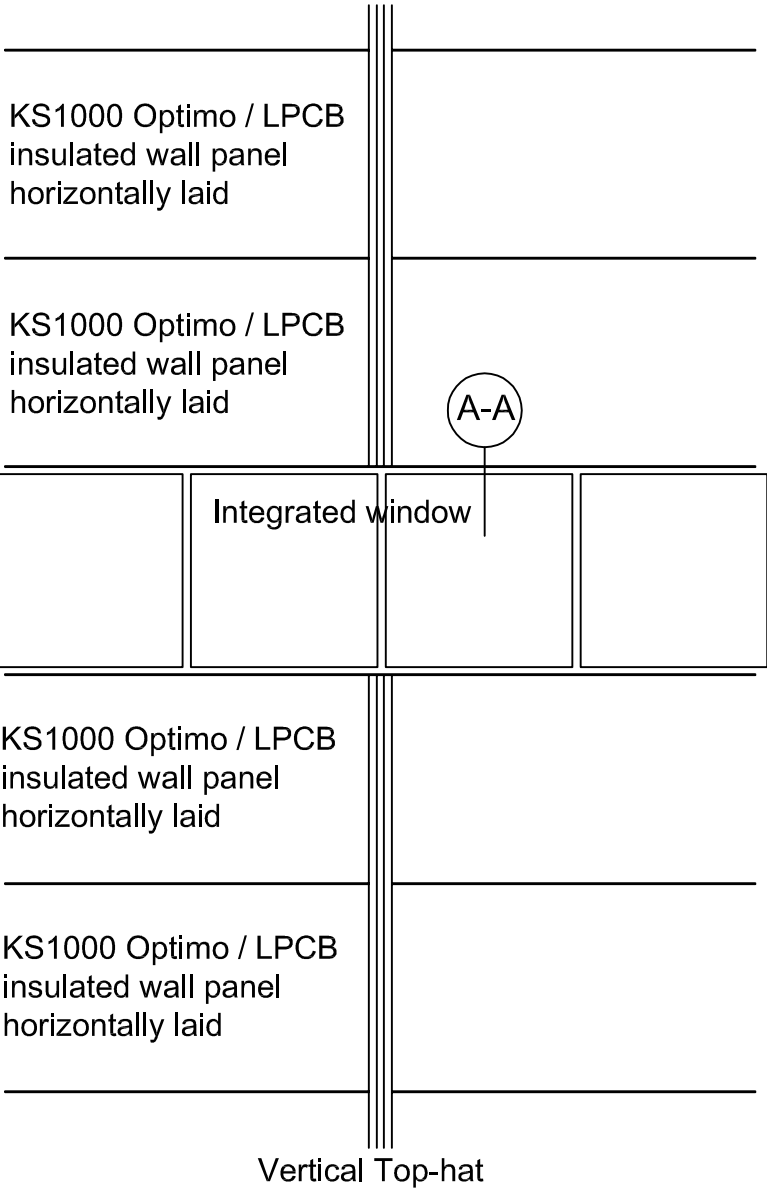 KS1000 Optimo / LPCB
insulated wall panel
horizontally laid
KS1000 Optimo / LPCB
insulated wall panel
horizontally laid
A-A
Integrated window
KS1000 Optimo / LPCB
insulated wall panel
horizontally laid
KS1000 Optimo / LPCB
insulated wall panel
horizontally laid
Vertical Top-hat